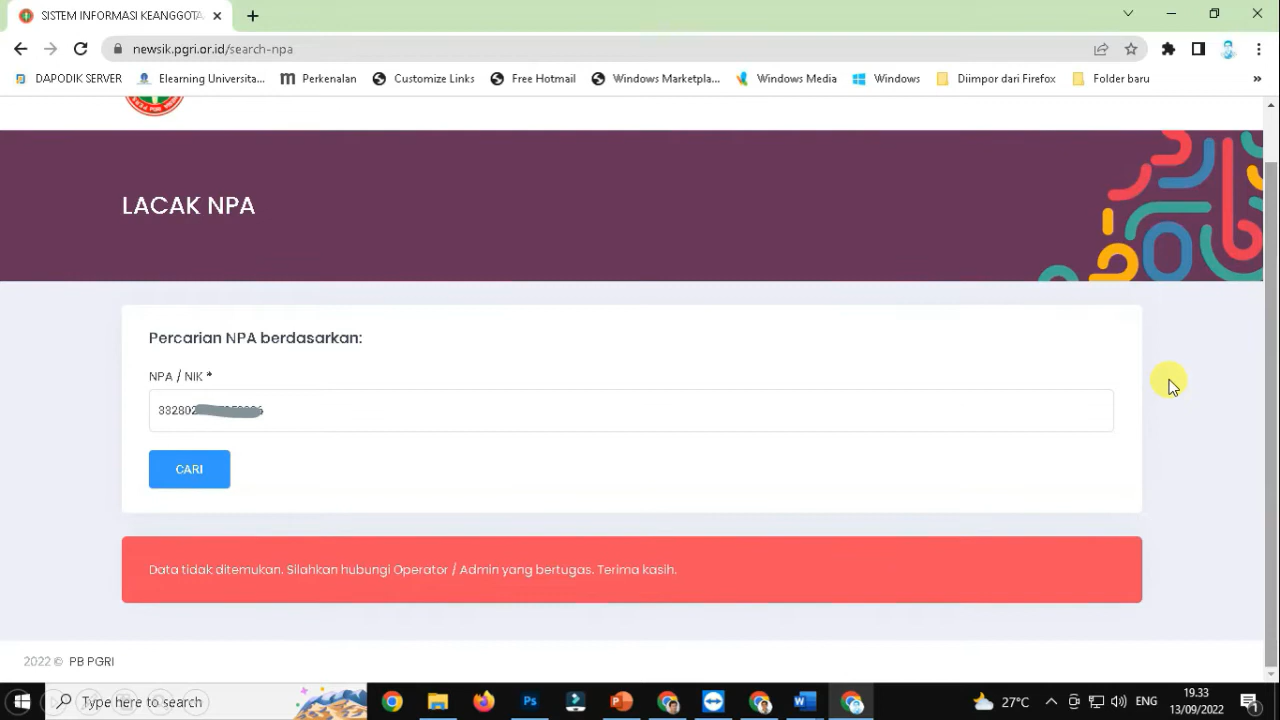 SISTEM INFORMASI KEANGGOTA
newsik.pgri.or.id/search-npa
DAPODIK SERVER
Elearning Universita...
Perkenalan
Customize Links
Free Hotmail
Windows Marketpla...
Windows Media
Windows
Diimpor dari Firefox
Folder baru
»
LACAK NPA
Percarian NPA berdasarkan:
NPA / NIK *
33280
CARI
Data tidak ditemukan. Silahkan hubungi Operator / Admin yang bertugas. Terima kasih.
2022 © PB PGRI
Type here to search
27°C
ENG
19.33
13/09/2022
1